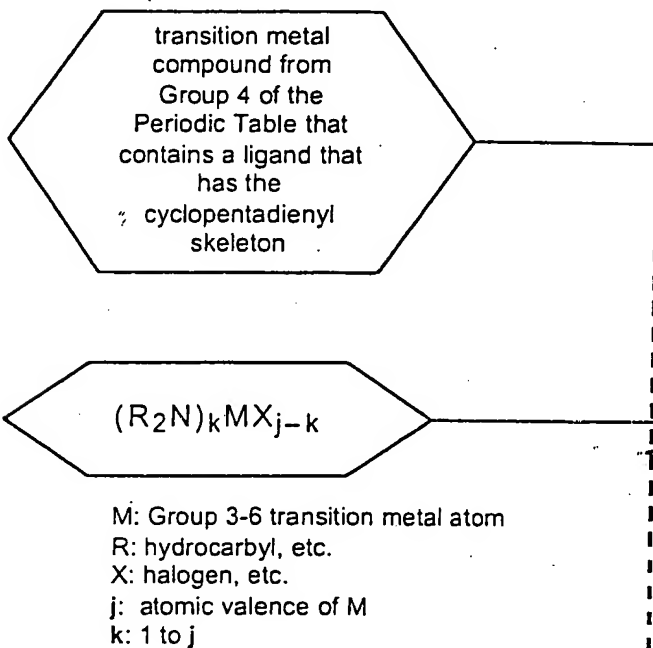 transition metal
compound from
Group 4 of the
Periodic Table that
contains a ligand that
has the
cyclopentadienyl
skeleton
(R₂N)ₖMXⱼ₋ₖ
M: Group 3-6 transition metal atom
R: hydrocarbyl, etc.
X: halogen, etc.
j: atomic valence of M
k: 1 to j